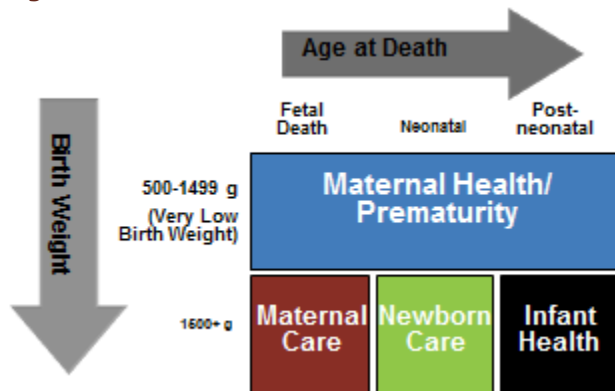 Age at Death
Fetal
Death
Neonatal
Post-
neonatal
Birth Weight
500-1499 g
(Very Low
Birth Weight)
Maternal Health/
Prematurity
1500+ g
Maternal
Care
Newborn
Care
Infant
Health